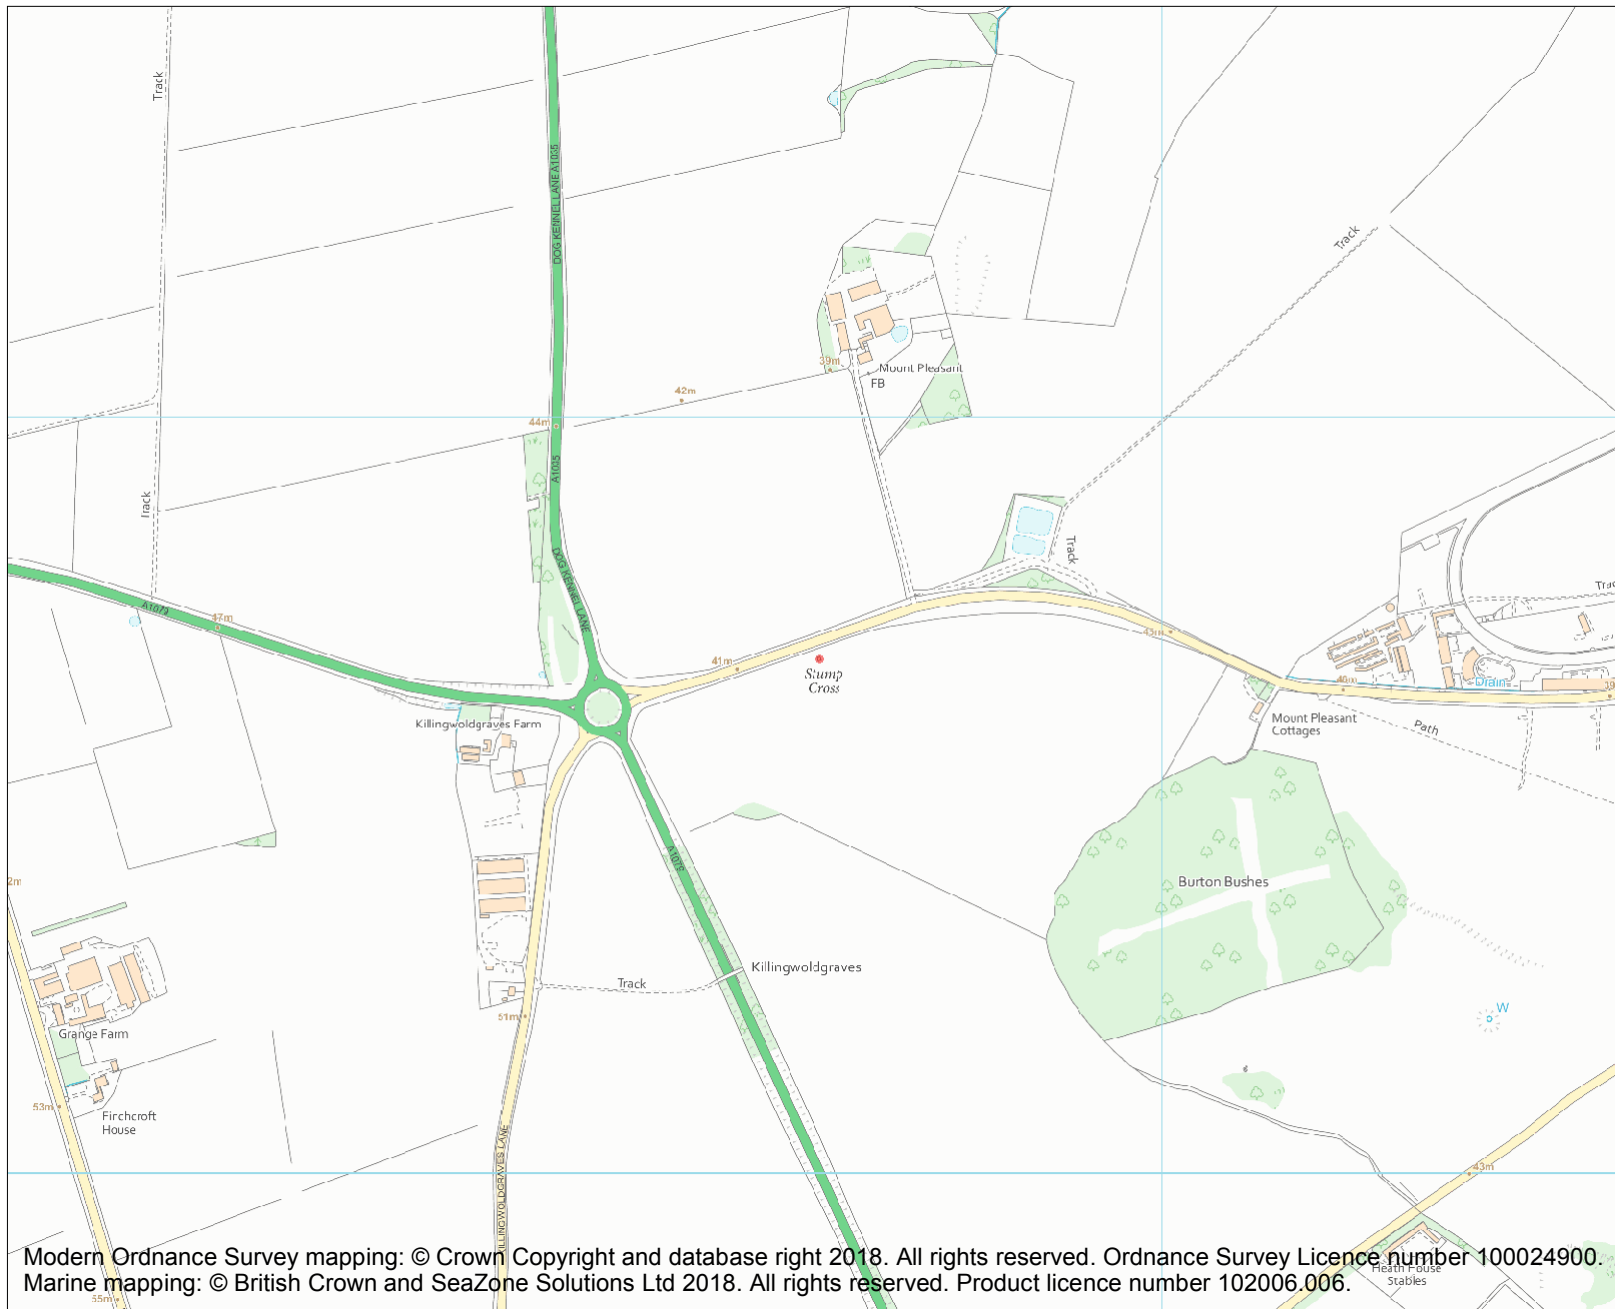 Track
DOG KENNEL LANE A1035
Track
39m
Mount Pleasant
FB
42m
44m
A1035
Track
Track
DOG KENNEL LANE
A1079
47m
45m
41m
Stump
Cross
46m
Drain
39
Killingwoldgraves Farm
Mount Pleasant
Cottages
Path
A1079
2m
Burton Bushes
Killingwoldgraves
Track
51m
W
Grange Farm
53m
Firchcroft
House
KILLINGWOLDGRAVES LANE
43m
Heath House
Stables
55m
Modern Ordnance Survey mapping: © Crown Copyright and database right 2018. All rights reserved. Ordnance Survey Licence number 100024900.
Marine mapping: © British Crown and SeaZone Solutions Ltd 2018. All rights reserved. Product licence number 102006.006.